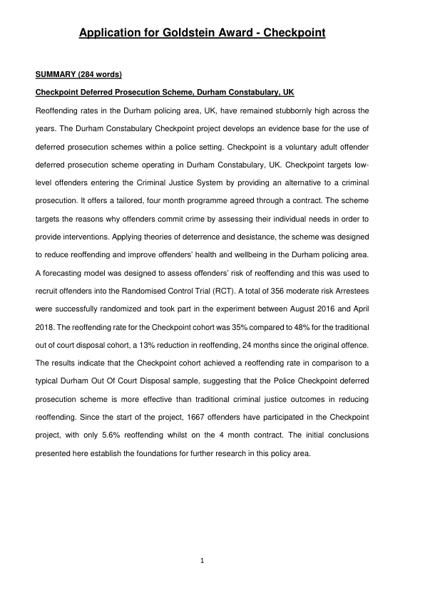 Application for Goldstein Award - Checkpoint
SUMMARY (284 words)
Checkpoint Deferred Prosecution Scheme, Durham Constabulary, UK
Reoffending rates in the Durham policing area, UK, have remained stubbornly high across the
years. The Durham Constabulary Checkpoint project develops an evidence base for the use of
deferred prosecution schemes within a police setting. Checkpoint is a voluntary adult offender
deferred prosecution scheme operating in Durham Constabulary, UK. Checkpoint targets low-
level offenders entering the Criminal Justice System by providing an alternative to a criminal
prosecution. It offers a tailored, four month programme agreed through a contract. The scheme
targets the reasons why offenders commit crime by assessing their individual needs in order to
provide interventions. Applying theories of deterrence and desistance, the scheme was designed
to reduce reoffending and improve offenders' health and wellbeing in the Durham policing area.
A forecasting model was designed to assess offenders' risk of reoffending and this was used to
recruit offenders into the Randomised Control Trial (RCT). A total of 356 moderate risk Arrestees
were successfully randomized and took part in the experiment between August 2016 and April
2018. The reoffending rate for the Checkpoint cohort was 35% compared to 48% for the traditional
out of court disposal cohort, a 13% reduction in reoffending, 24 months since the original offence.
The results indicate that the Checkpoint cohort achieved a reoffending rate in comparison to a
typical Durham Out Of Court Disposal sample, suggesting that the Police Checkpoint deferred
prosecution scheme is more effective than traditional criminal justice outcomes in reducing
reoffending. Since the start of the project, 1667 offenders have participated in the Checkpoint
project, with only 5.6% reoffending whilst on the 4 month contract. The initial conclusions
presented here establish the foundations for further research in this policy area.
1